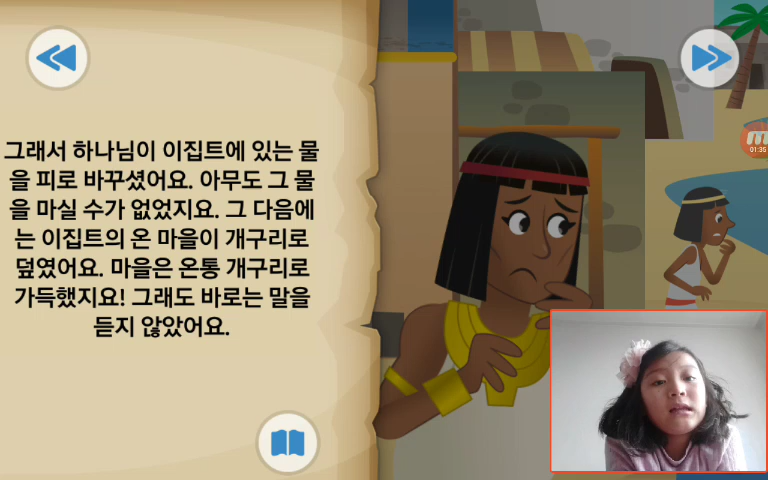 그래서 하나님이 이집트에 있는 물
을 피로 바꾸셨어요. 아무도 그 물
을 마실 수가 없었지요. 그 다음에
는 이집트의 온 마을이 개구리로
덮였어요. 마을은 온통 개구리로
가득했지요! 그래도 바로는 말을
듣지 않았어요.
01:35